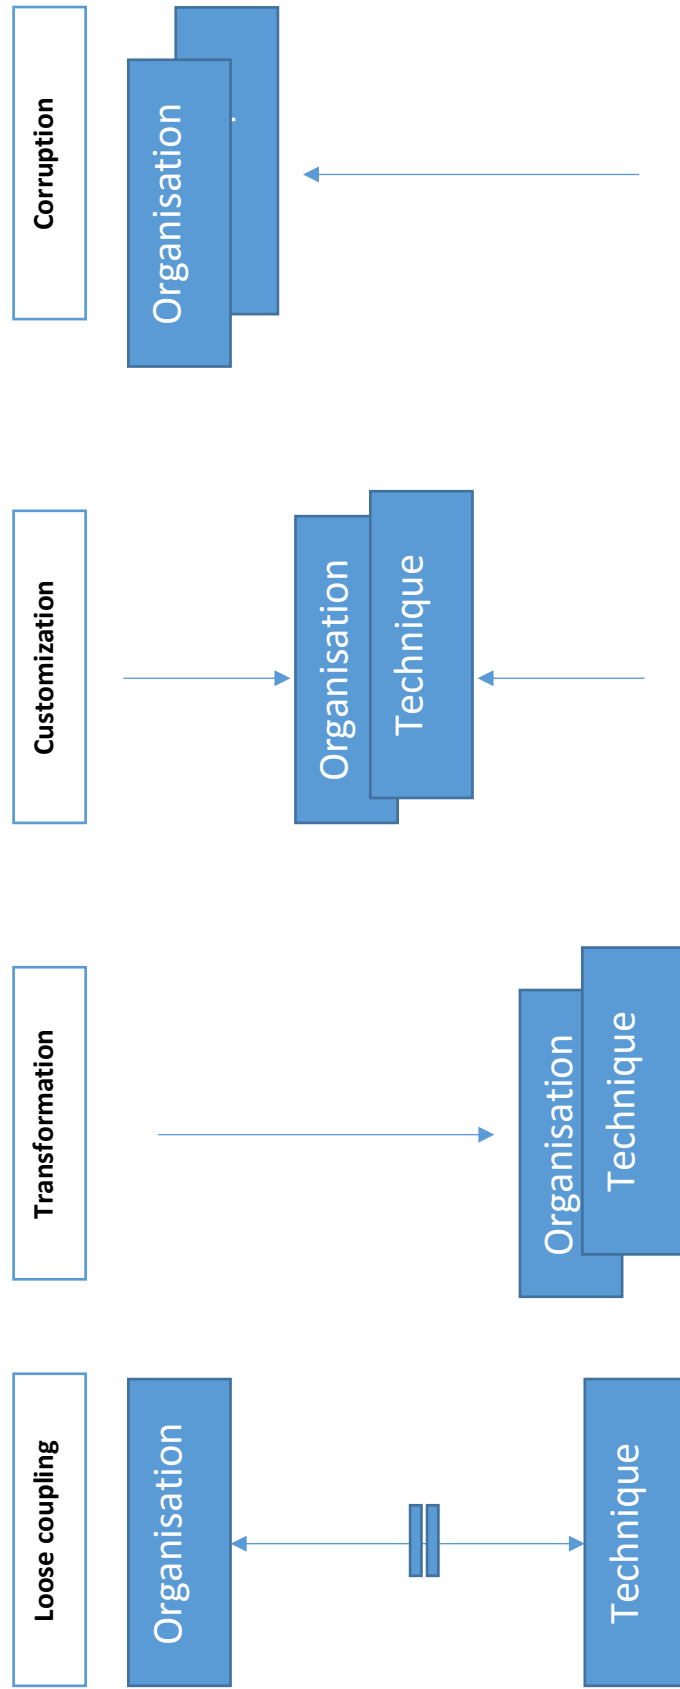 Loose coupling
Transformation
Customization
Corruption
Organisation
Technique
Organisation
Technique
Organisation
Technique
Organisation